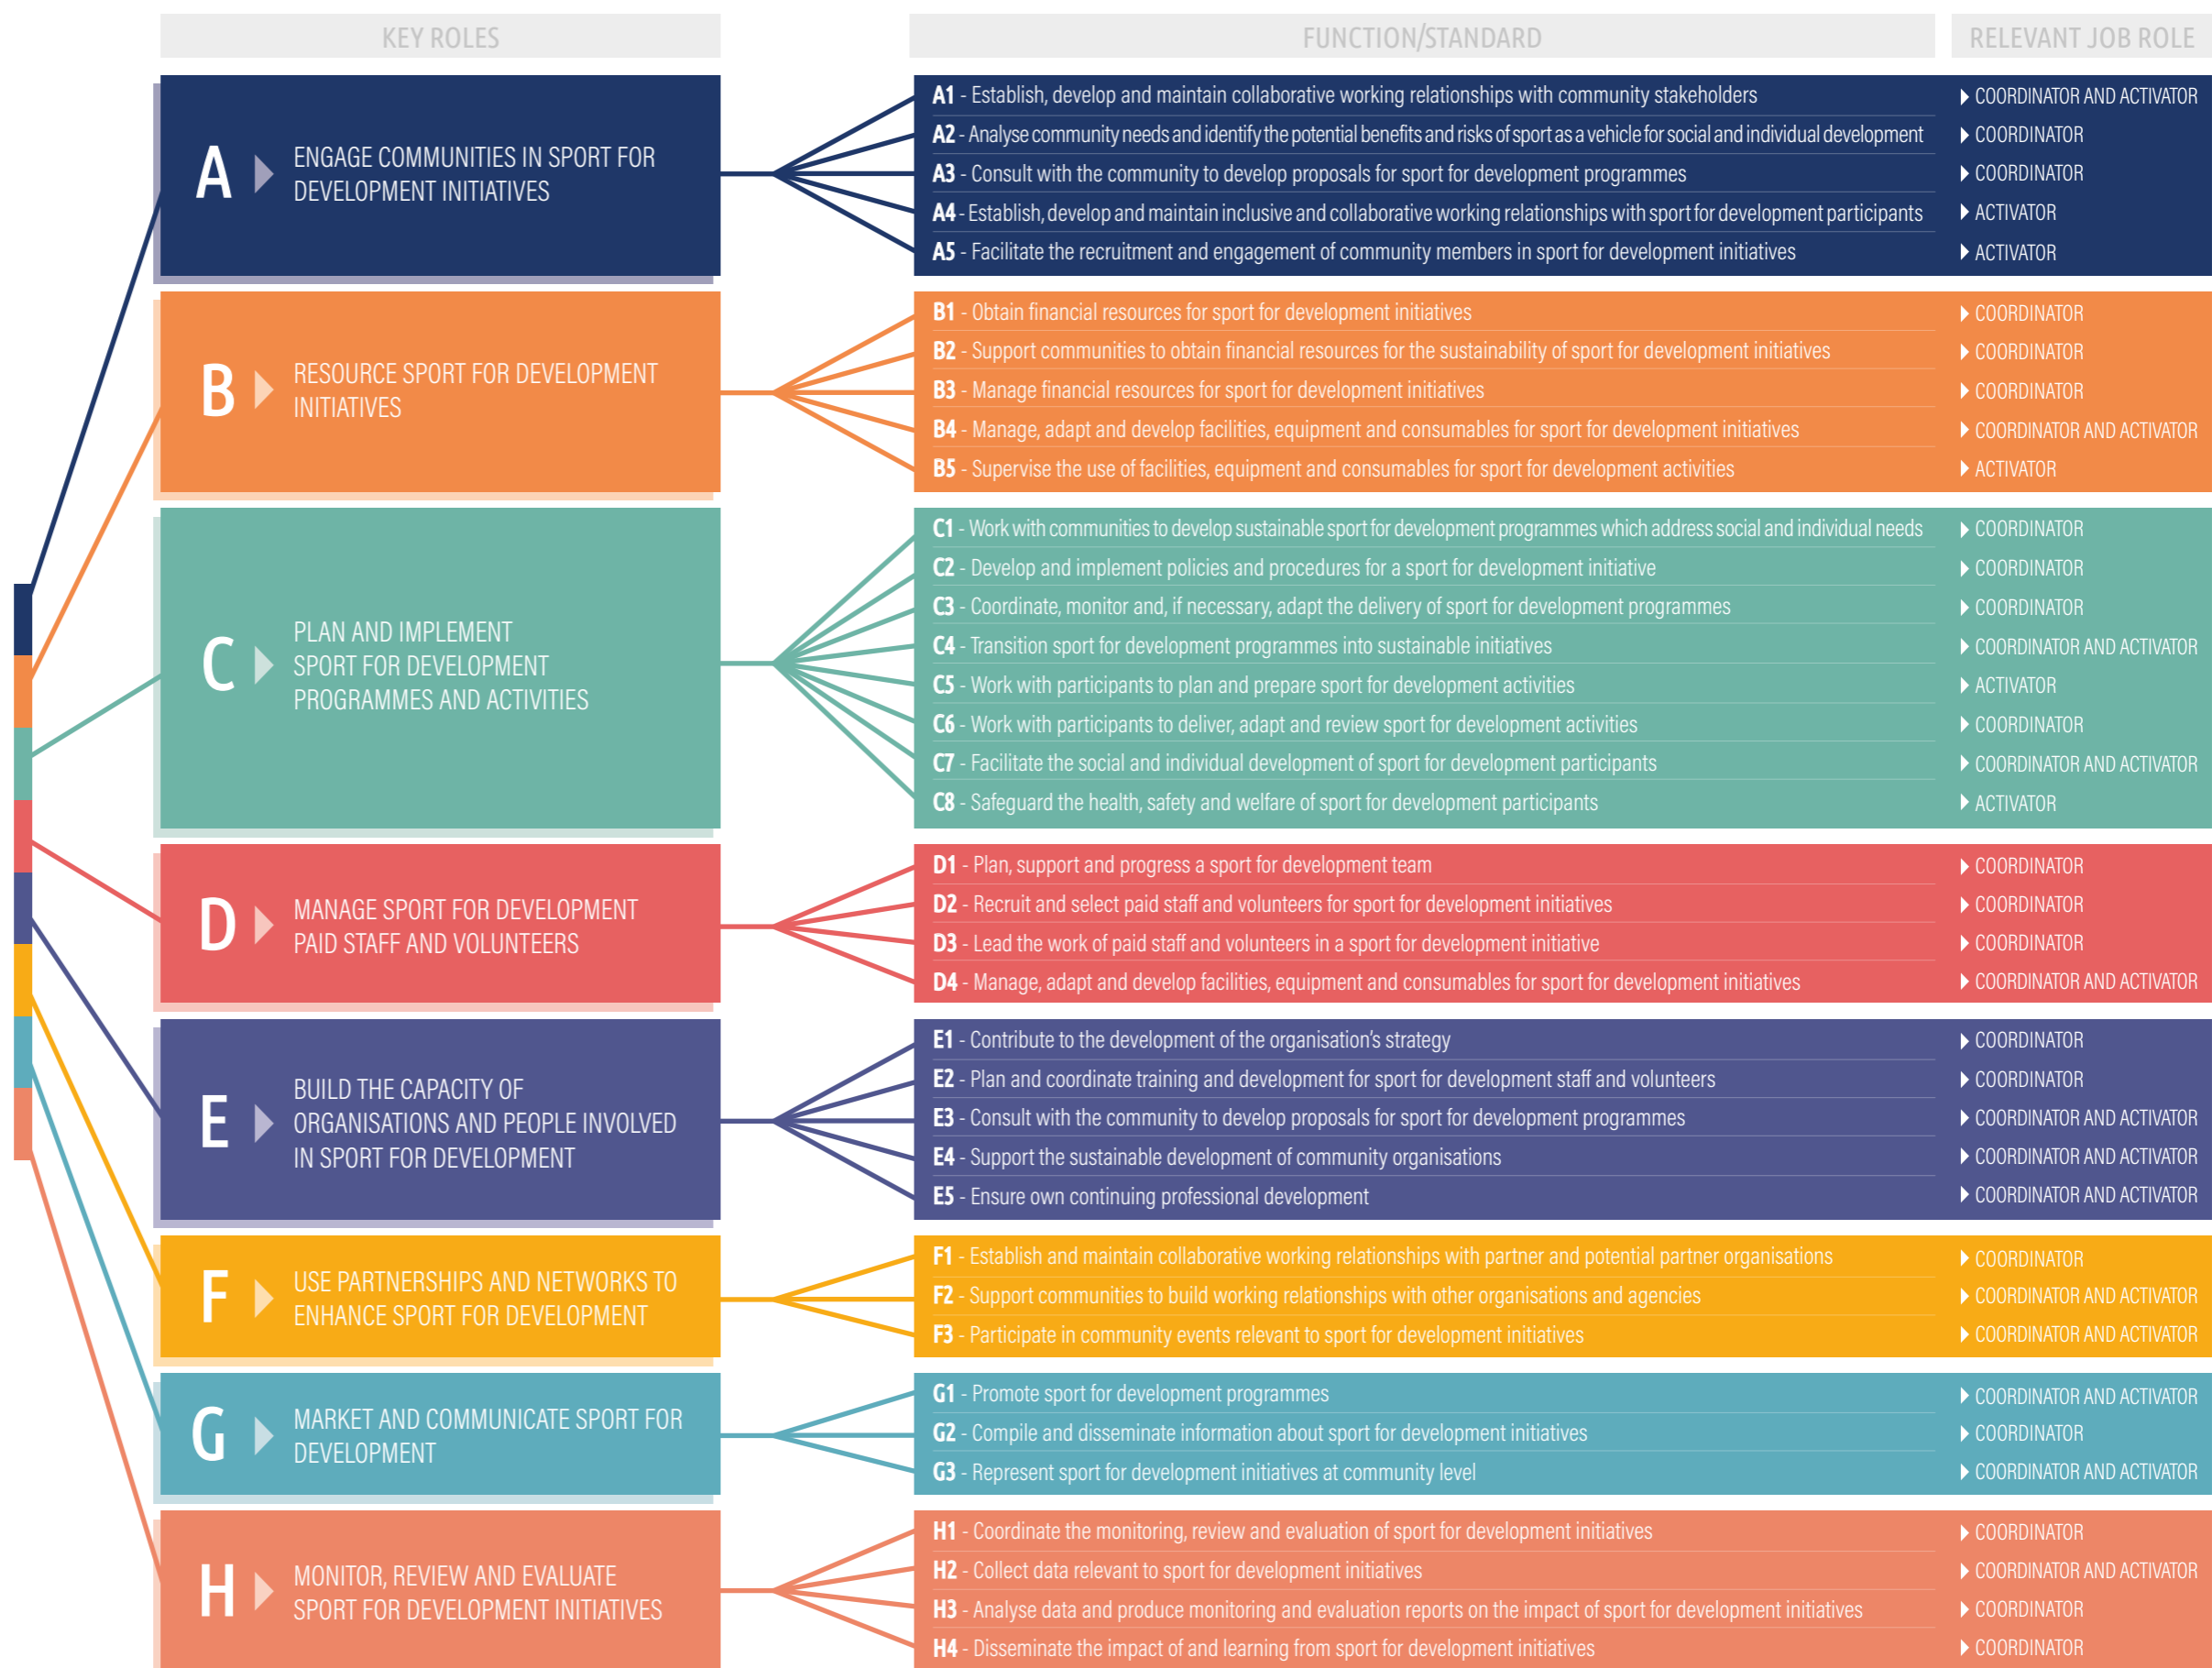 KEY ROLES
FUNCTION/STANDARD
RELEVANT JOB ROLE
A
ENGAGE COMMUNITIES IN SPORT FOR
DEVELOPMENT INITIATIVES
A1 - Establish, develop and maintain collaborative working relationships with community stakeholders
COORDINATOR AND ACTIVATOR
A2 - Analyse community needs and identify the potential benefits and risks of sport as a vehicle for social and individual development
COORDINATOR
A3 - Consult with the community to develop proposals for sport for development programmes
COORDINATOR
A4 - Establish, develop and maintain inclusive and collaborative working relationships with sport for development participants
ACTIVATOR
A5 - Facilitate the recruitment and engagement of community members in sport for development initiatives
ACTIVATOR
B
RESOURCE SPORT FOR DEVELOPMENT
INITIATIVES
B1 - Obtain financial resources for sport for development initiatives
COORDINATOR
B2 - Support communities to obtain financial resources for the sustainability of sport for development initiatives
COORDINATOR
B3 - Manage financial resources for sport for development initiatives
COORDINATOR
B4 - Manage, adapt and develop facilities, equipment and consumables for sport for development initiatives
COORDINATOR AND ACTIVATOR
B5 - Supervise the use of facilities, equipment and consumables for sport for development activities
ACTIVATOR
C
PLAN AND IMPLEMENT
SPORT FOR DEVELOPMENT
PROGRAMMES AND ACTIVITIES
C1 - Work with communities to develop sustainable sport for development programmes which address social and individual needs
COORDINATOR
C2 - Develop and implement policies and procedures for a sport for development initiative
COORDINATOR
C3 - Coordinate, monitor and, if necessary, adapt the delivery of sport for development programmes
COORDINATOR
C4 - Transition sport for development programmes into sustainable initiatives
COORDINATOR AND ACTIVATOR
C5 - Work with participants to plan and prepare sport for development activities
ACTIVATOR
C6 - Work with participants to deliver, adapt and review sport for development activities
COORDINATOR
C7 - Facilitate the social and individual development of sport for development participants
COORDINATOR AND ACTIVATOR
C8 - Safeguard the health, safety and welfare of sport for development participants
ACTIVATOR
D
MANAGE SPORT FOR DEVELOPMENT
PAID STAFF AND VOLUNTEERS
D1 - Plan, support and progress a sport for development team
COORDINATOR
D2 - Recruit and select paid staff and volunteers for sport for development initiatives
COORDINATOR
D3 - Lead the work of paid staff and volunteers in a sport for development initiative
COORDINATOR
D4 - Manage, adapt and develop facilities, equipment and consumables for sport for development initiatives
COORDINATOR AND ACTIVATOR
E
BUILD THE CAPACITY OF
ORGANISATIONS AND PEOPLE INVOLVED
IN SPORT FOR DEVELOPMENT
E1 - Contribute to the development of the organisation's strategy
COORDINATOR
E2 - Plan and coordinate training and development for sport for development staff and volunteers
COORDINATOR
E3 - Consult with the community to develop proposals for sport for development programmes
COORDINATOR AND ACTIVATOR
E4 - Support the sustainable development of community organisations
COORDINATOR AND ACTIVATOR
E5 - Ensure own continuing professional development
COORDINATOR AND ACTIVATOR
F
USE PARTNERSHIPS AND NETWORKS TO
ENHANCE SPORT FOR DEVELOPMENT
F1 - Establish and maintain collaborative working relationships with partner and potential partner organisations
COORDINATOR
F2 - Support communities to build working relationships with other organisations and agencies
COORDINATOR AND ACTIVATOR
F3 - Participate in community events relevant to sport for development initiatives
COORDINATOR AND ACTIVATOR
G
MARKET AND COMMUNICATE SPORT FOR
DEVELOPMENT
G1 - Promote sport for development programmes
COORDINATOR AND ACTIVATOR
G2 - Compile and disseminate information about sport for development initiatives
COORDINATOR
G3 - Represent sport for development initiatives at community level
COORDINATOR AND ACTIVATOR
H
MONITOR, REVIEW AND EVALUATE
SPORT FOR DEVELOPMENT INITIATIVES
H1 - Coordinate the monitoring, review and evaluation of sport for development initiatives
COORDINATOR
H2 - Collect data relevant to sport for development initiatives
COORDINATOR AND ACTIVATOR
H3 - Analyse data and produce monitoring and evaluation reports on the impact of sport for development initiatives
COORDINATOR
H4 - Disseminate the impact of and learning from sport for development initiatives
COORDINATOR